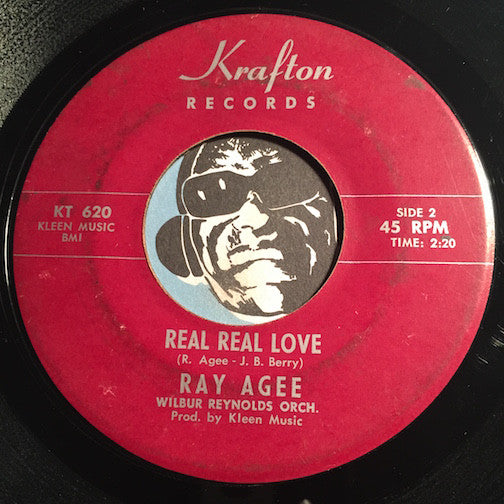 Krafton
RECORDS
KT 620
KLEEN MUSIC
BMI
SIDE 2
45 RPM
TIME: 2:20
REAL REAL LOVE
(R. Agee - J. B. Berry)
RAY AGEE
WILBUR REYNOLDS ORCH.
Prod. by Kleen Music